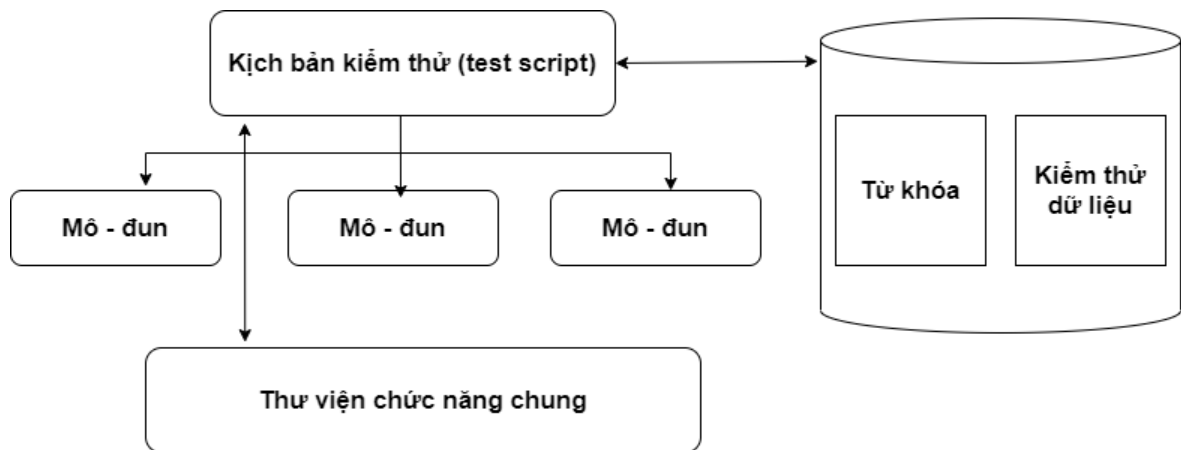 Kịch bản kiểm thử (test script)
Từ khóa
Kiểm thử
dữ liệu
Mô - đun
Mô - đun
Mô - đun
Thư viện chức năng chung